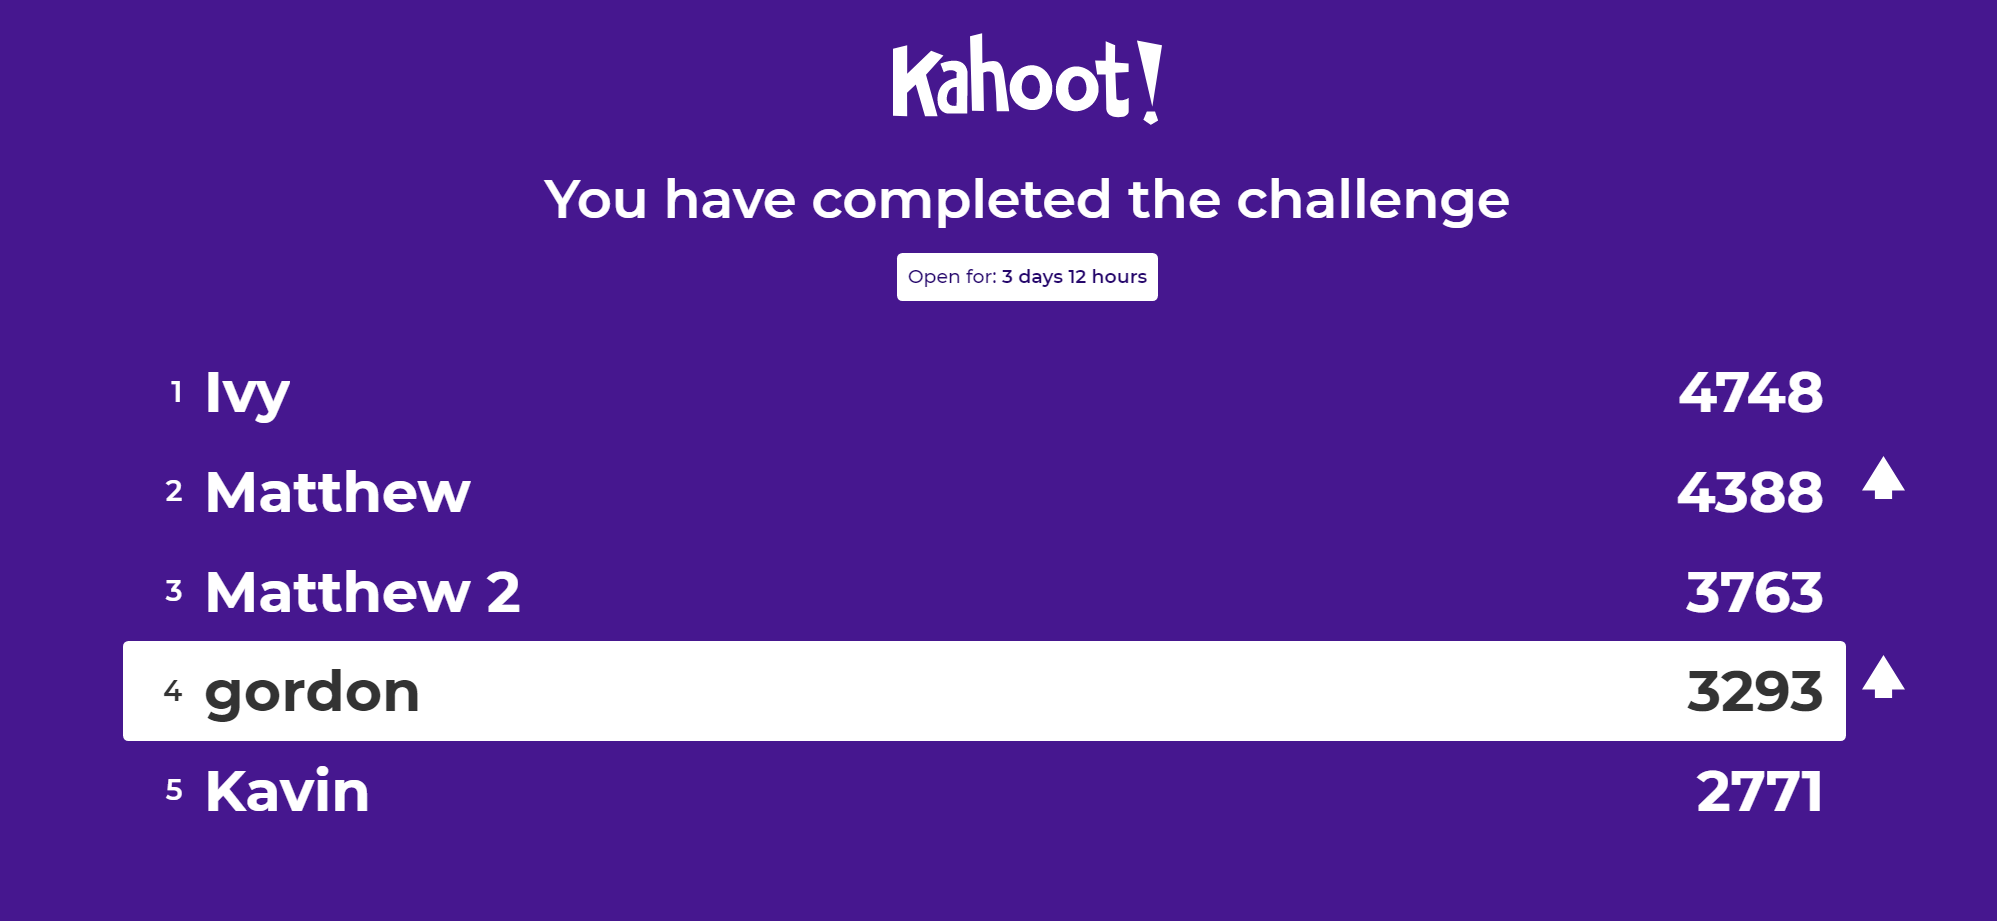 Kahoot!
You have completed the challenge
Open for: 3 days 12 hours
1 Ivy 4748
2 Matthew 4388
3 Matthew 2 3763
4 gordon 3293
5 Kavin 2771